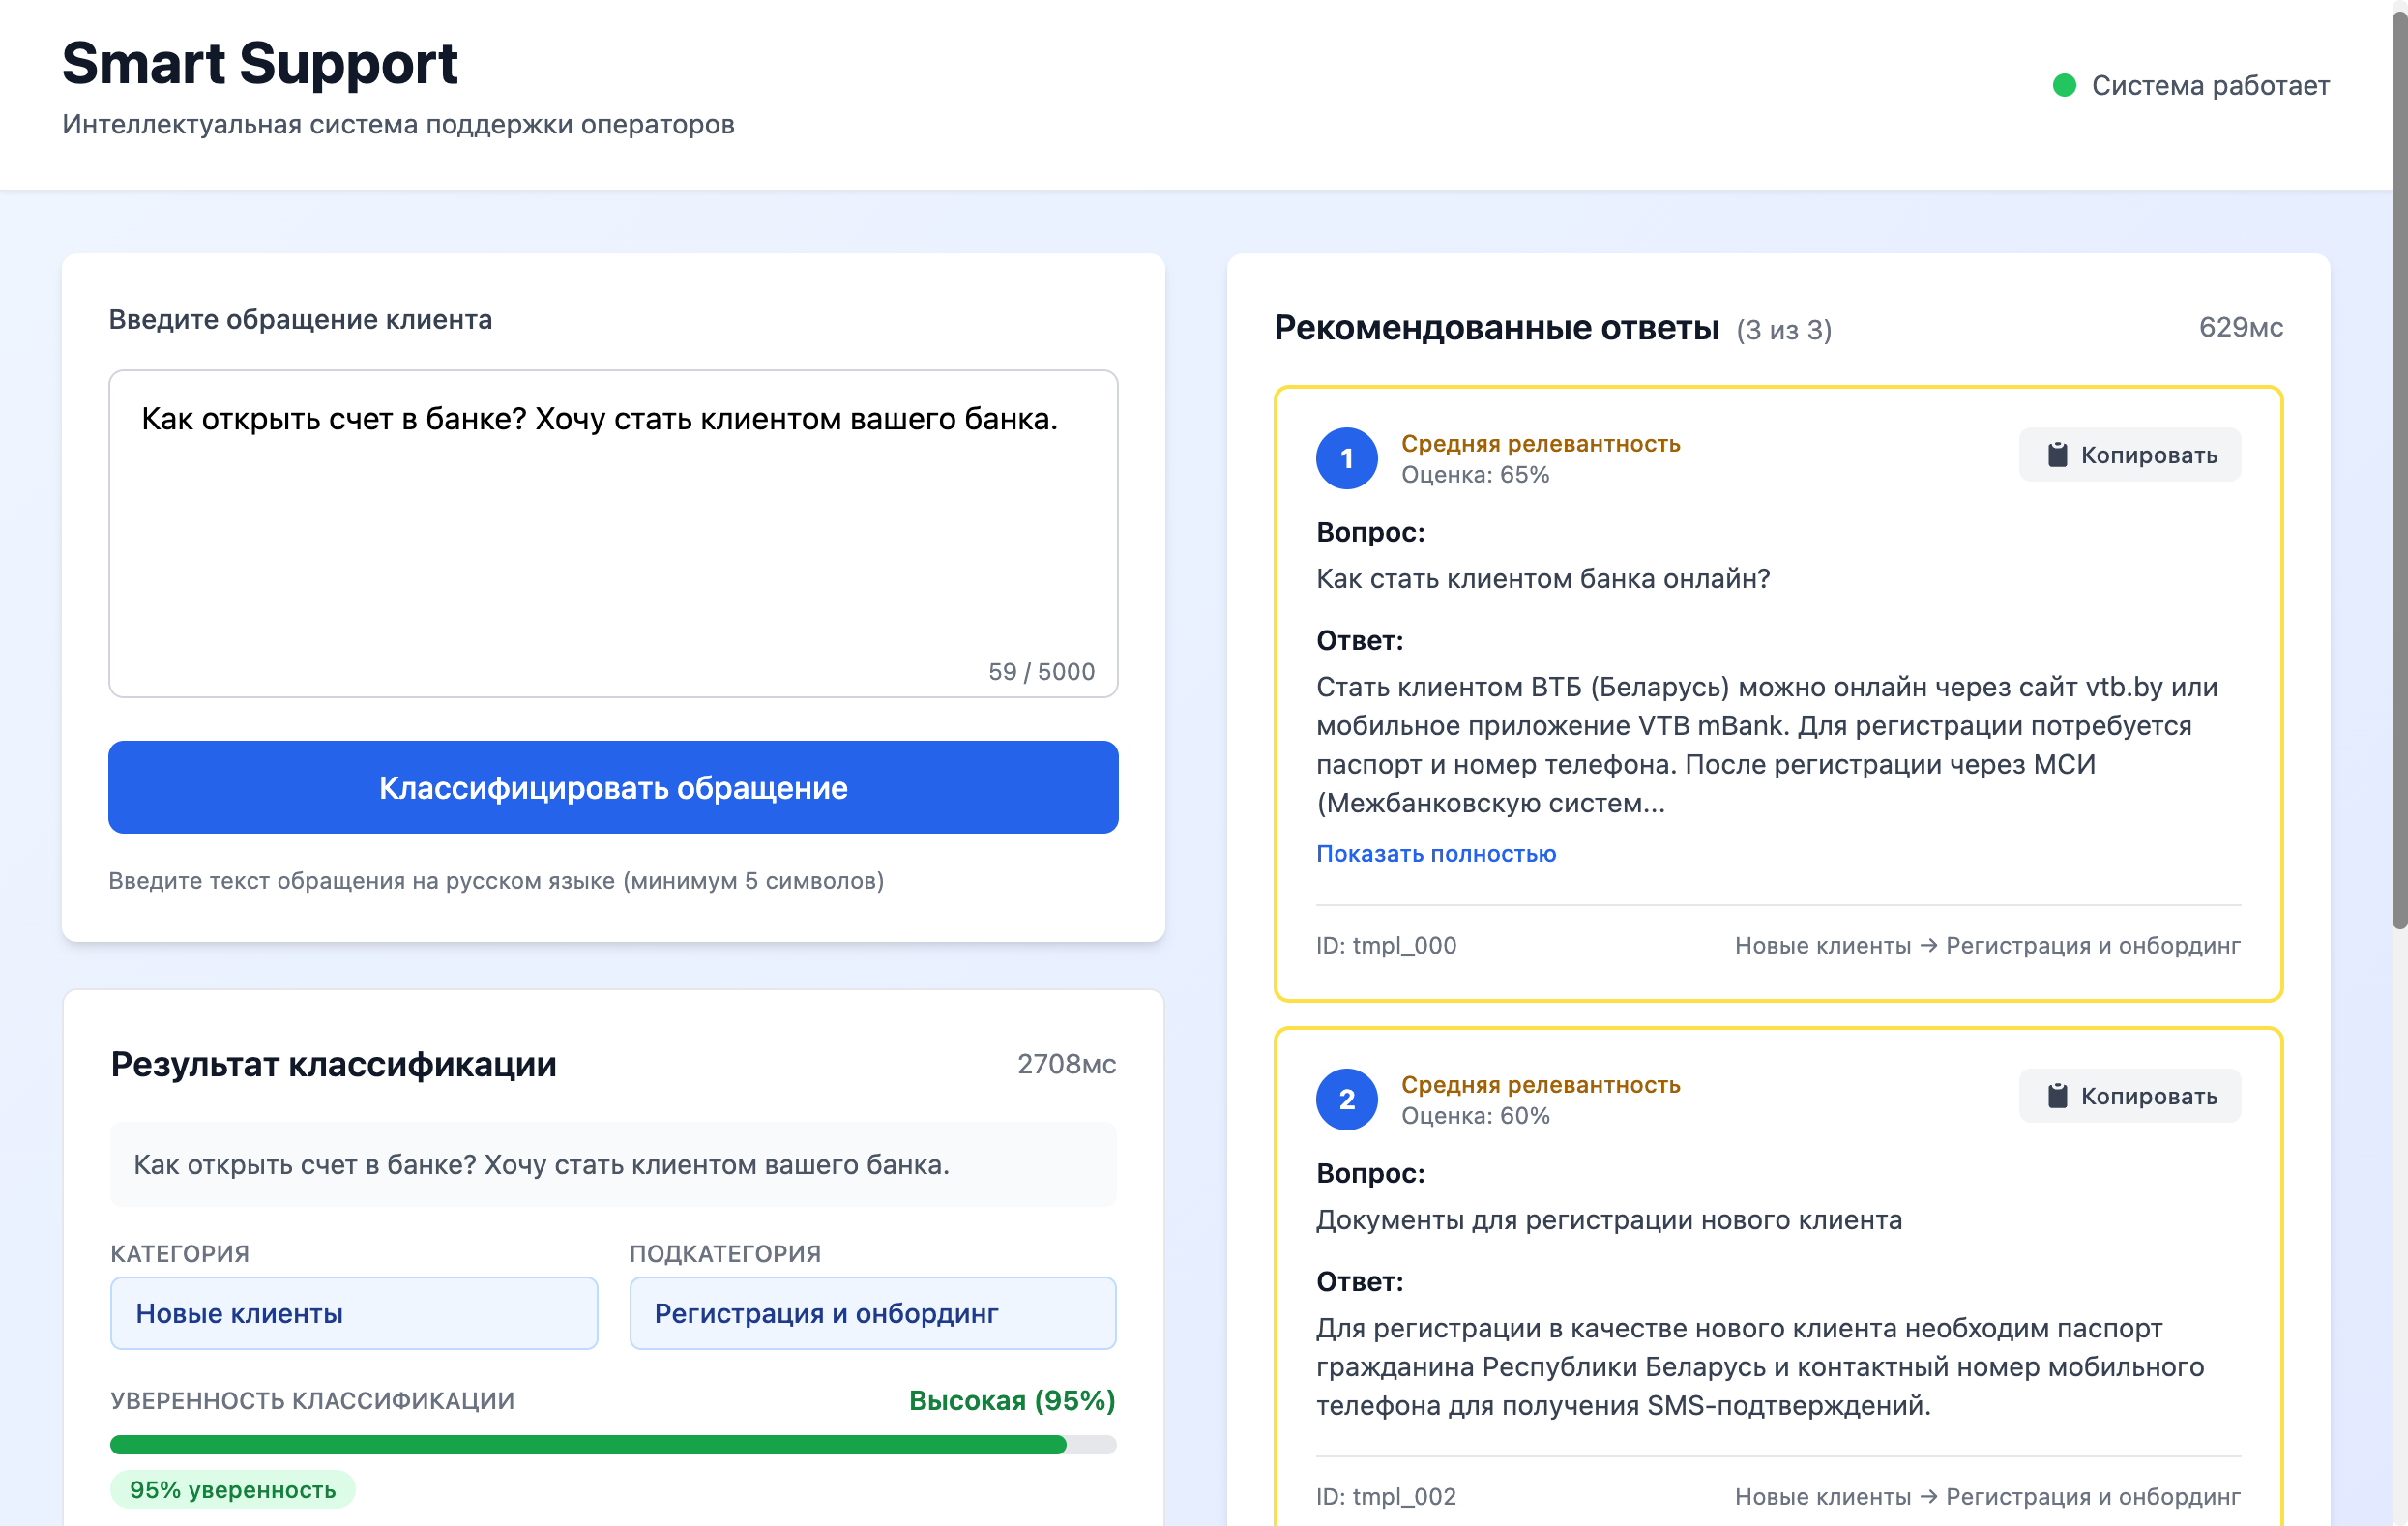 Smart Support
Интеллектуальная система поддержки операторов
Система работает
Введите обращение клиента
Как открыть счет в банке? Хочу стать клиентом вашего банка.
59 / 5000
Классифицировать обращение
Введите текст обращения на русском языке (минимум 5 символов)
Результат классификации
2708мс
Как открыть счет в банке? Хочу стать клиентом вашего банка.
КАТЕГОРИЯ
Новые клиенты
ПОДКАТЕГОРИЯ
Регистрация и онбординг
УВЕРЕННОСТЬ КЛАССИФИКАЦИИ
Высокая (95%)
95% уверенность
Рекомендованные ответы (3 из 3)
629мс
1
Средняя релевантность
Оценка: 65%
Копировать
Вопрос:
Как стать клиентом банка онлайн?
Ответ:
Стать клиентом ВТБ (Беларусь) можно онлайн через сайт vtb.by или
мобильное приложение VTB mBank. Для регистрации потребуется
паспорт и номер телефона. После регистрации через МСИ
(Межбанковскую систем...
Показать полностью
ID: tmpl_000
Новые клиенты → Регистрация и онбординг
2
Средняя релевантность
Оценка: 60%
Копировать
Вопрос:
Документы для регистрации нового клиента
Ответ:
Для регистрации в качестве нового клиента необходим паспорт
гражданина Республики Беларусь и контактный номер мобильного
телефона для получения SMS-подтверждений.
ID: tmpl_002
Новые клиенты → Регистрация и онбординг